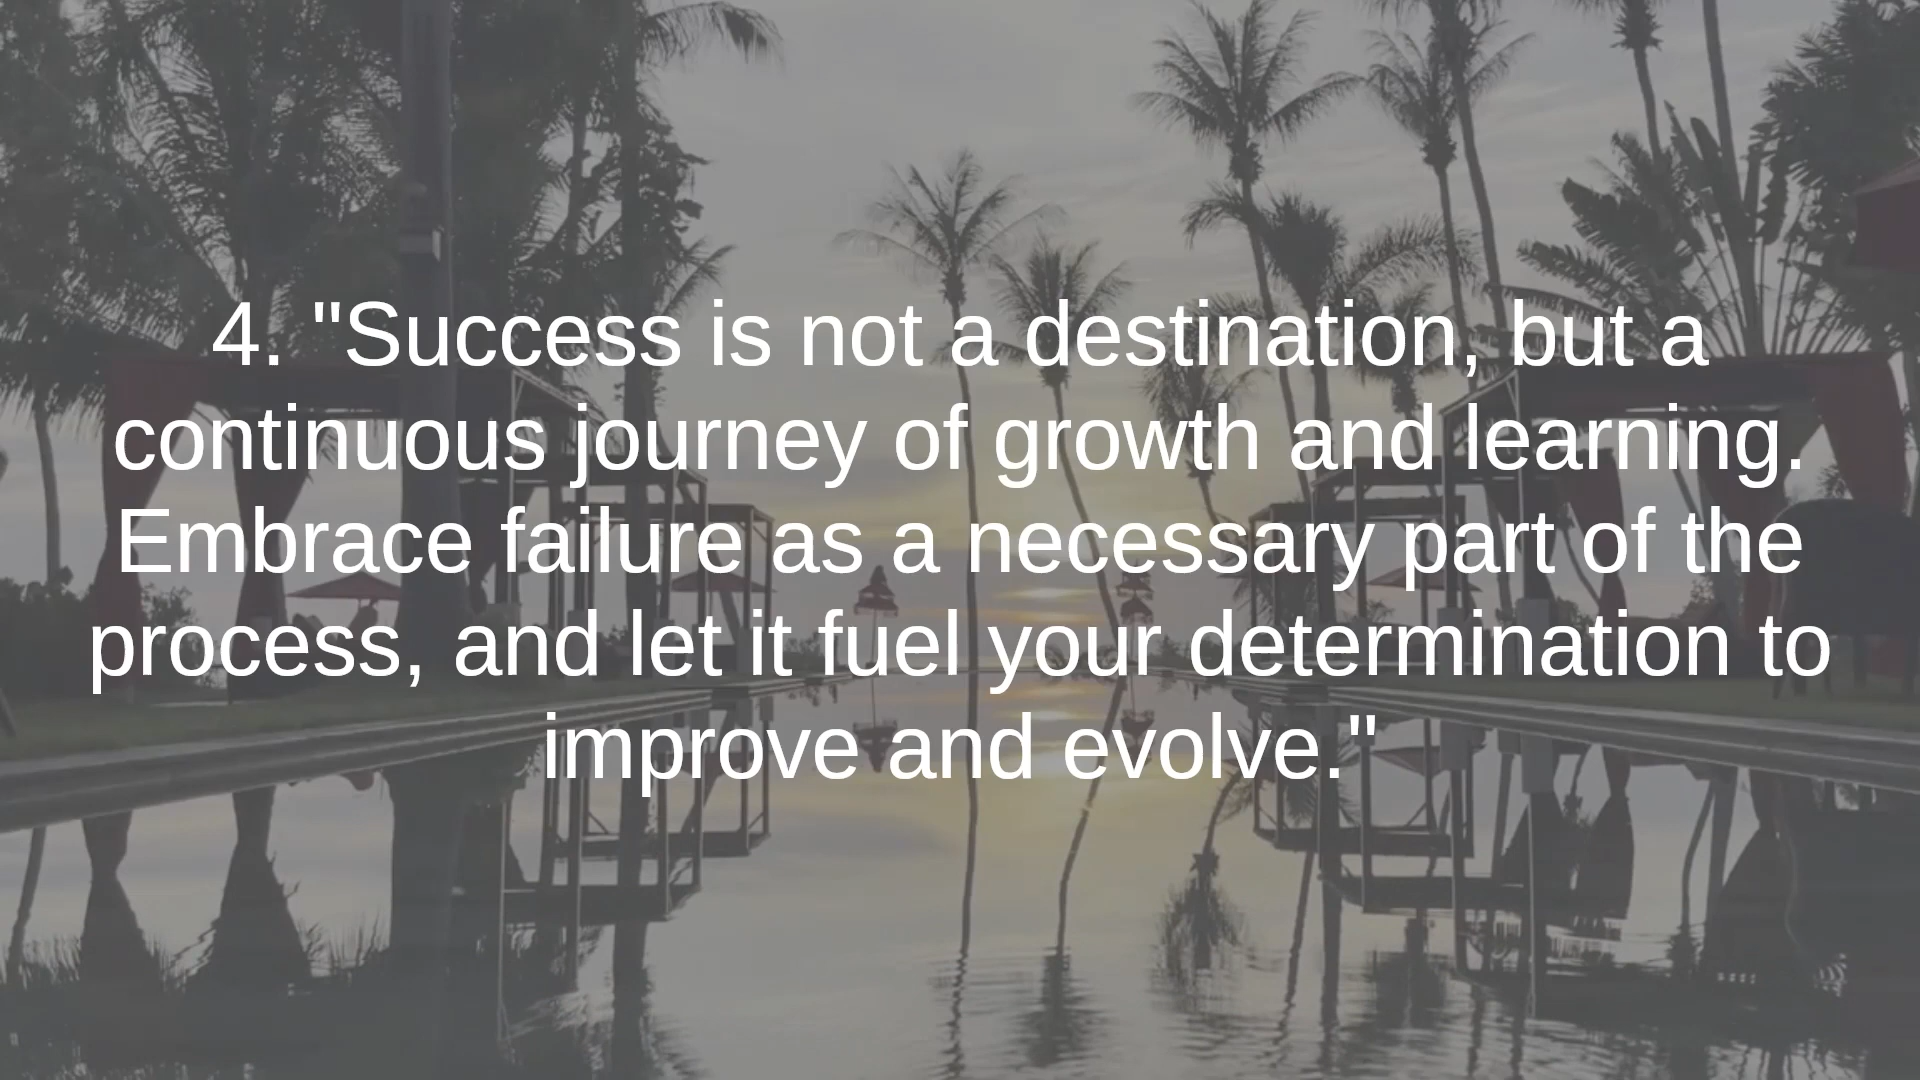 4. "Success is not a destination, but a
continuous journey of growth and learning.
Embrace failure as a necessary part of the
process, and let it fuel your determination to
improve and evolve."